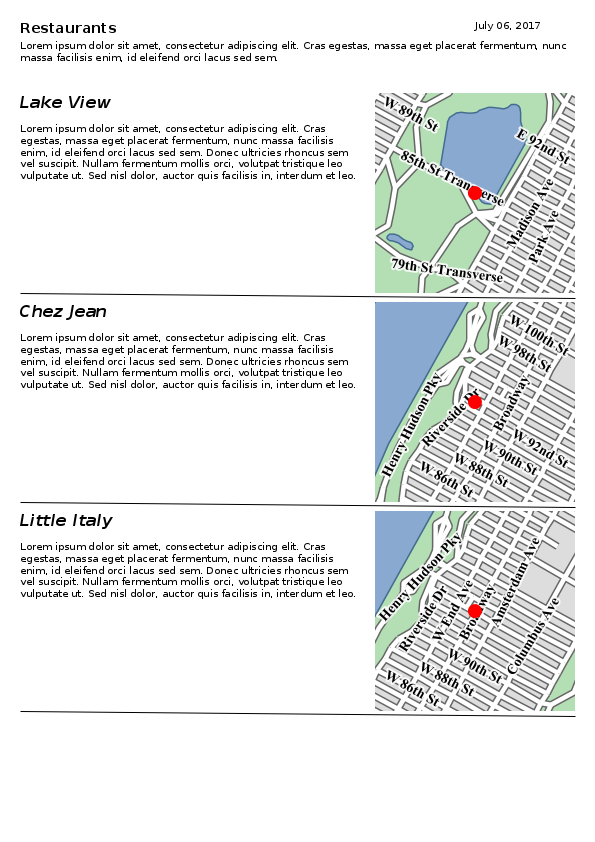 Restaurants
July 06, 2017
Lorem ipsum dolor sit amet, consectetur adipiscing elit. Cras egestas, massa eget placerat fermentum, nunc
massa facilisis enim, id eleifend orci lacus sed sem.
Lake View
Lorem ipsum dolor sit amet, consectetur adipiscing elit. Cras
egestas, massa eget placerat fermentum, nunc massa facilisis
enim, id eleifend orci lacus sed sem. Donec ultricies rhoncus sem
vel suscipit. Nullam fermentum mollis orci, volutpat tristique leo
vulputate ut. Sed nisl dolor, auctor quis facilisis in, interdum et leo.
W 89th St
E 92nd St
85th St Transverse
Madison Ave
Park Ave
79th St Transverse
Chez Jean
Lorem ipsum dolor sit amet, consectetur adipiscing elit. Cras
egestas, massa eget placerat fermentum, nunc massa facilisis
enim, id eleifend orci lacus sed sem. Donec ultricies rhoncus sem
vel suscipit. Nullam fermentum mollis orci, volutpat tristique leo
vulputate ut. Sed nisl dolor, auctor quis facilisis in, interdum et leo.
W 100th St
W 98th St
Henry Hudson Pky
Riverside Dr
Broadway
W 92nd St
W 90th St
W 88th St
W 86th St
Little Italy
Lorem ipsum dolor sit amet, consectetur adipiscing elit. Cras
egestas, massa eget placerat fermentum, nunc massa facilisis
enim, id eleifend orci lacus sed sem. Donec ultricies rhoncus sem
vel suscipit. Nullam fermentum mollis orci, volutpat tristique leo
vulputate ut. Sed nisl dolor, auctor quis facilisis in, interdum et leo.
Henry Hudson Pky
Riverside Dr
W End Ave
Broadway
Amsterdam Ave
Columbus Ave
W 90th St
W 88th St
W 86th St